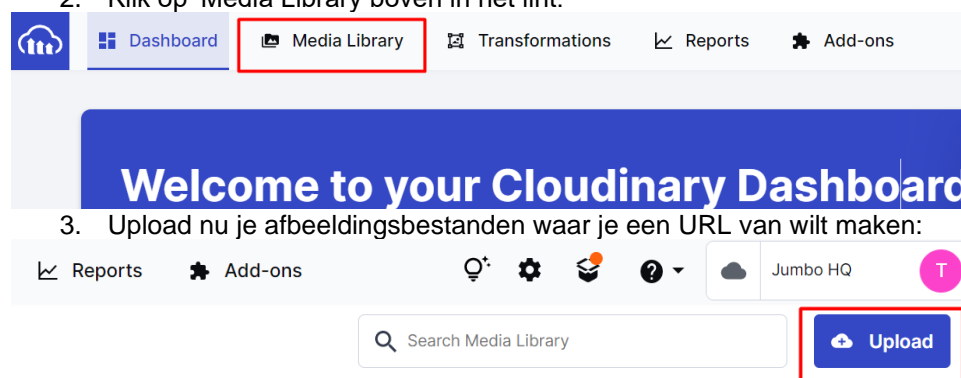 2. Klik op Media Library boven in het lint.
Dashboard Media Library Transformations Reports Add-ons
Welcome to your Cloudinary Dashboard
3. Upload nu je afbeeldingsbestanden waar je een URL van wilt maken:
Reports Add-ons Jumbo HQ T
Search Media Library Upload